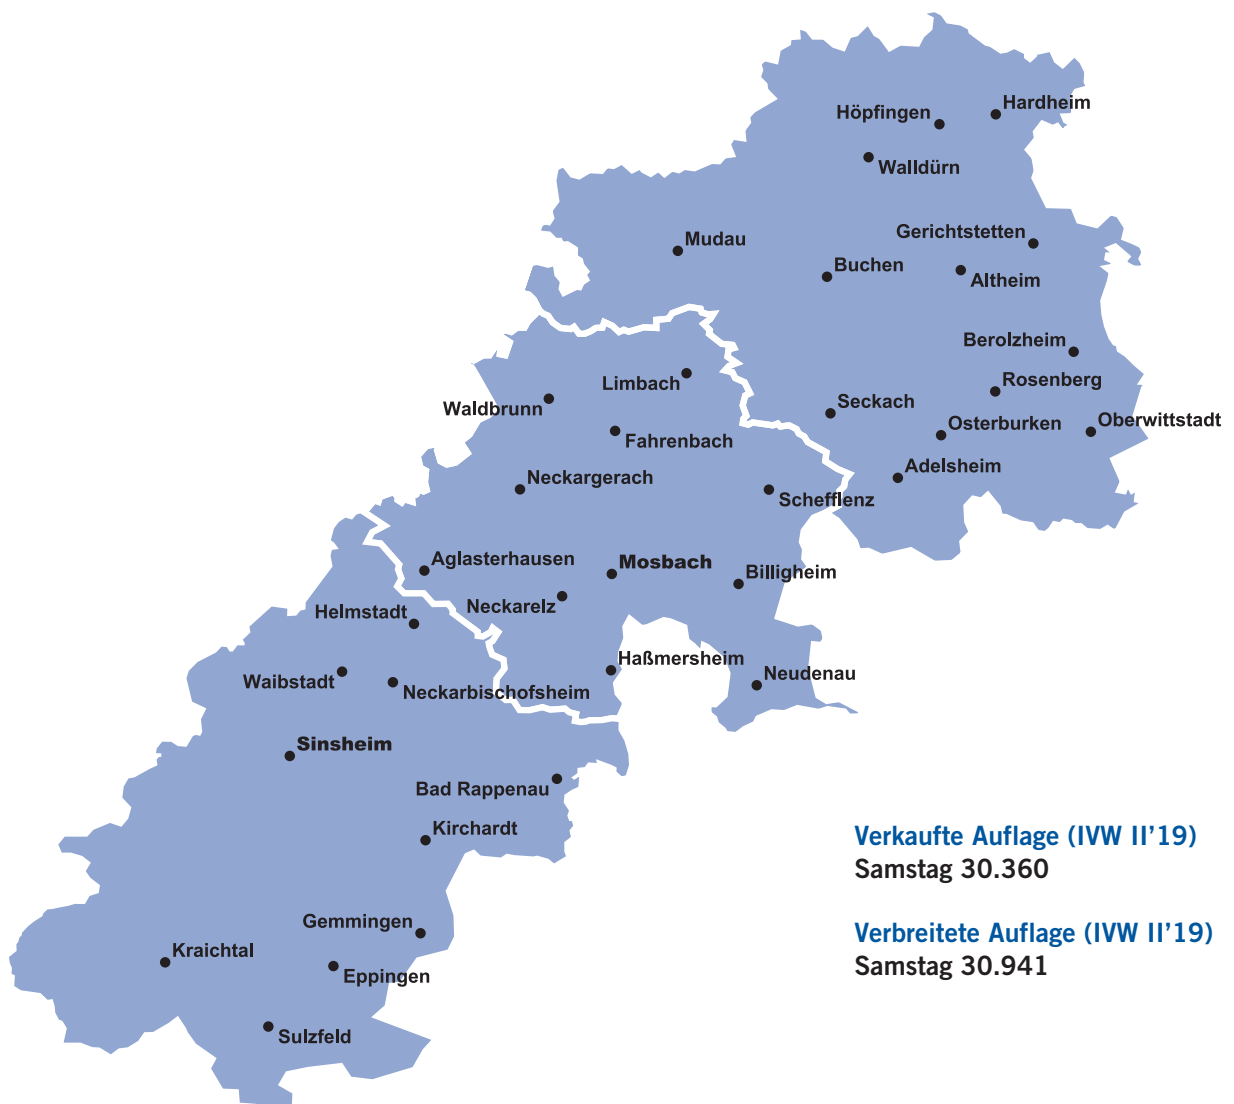 Hardheim
Höpfingen
Walldürn
Gerichtstetten
Mudau
Buchen
Altheim
Berolzheim
Limbach
Rosenberg
Waldbrunn
Seckach
Oberwittstadt
Osterburken
Fahrenbach
Adelsheim
Neckargerach
Schefflenz
Aglasterhausen
Mosbach
Billigheim
Neckarelz
Helmstadt
Haßmersheim
Neudenau
Waibstadt
Neckarbischofsheim
Sinsheim
Bad Rappenau
Kirchardt
Verkaufte Auflage (IVW II’19)
Samstag 30.360
Gemmingen
Verbreitete Auflage (IVW II’19)
Kraichtal
Samstag 30.941
Eppingen
Sulzfeld